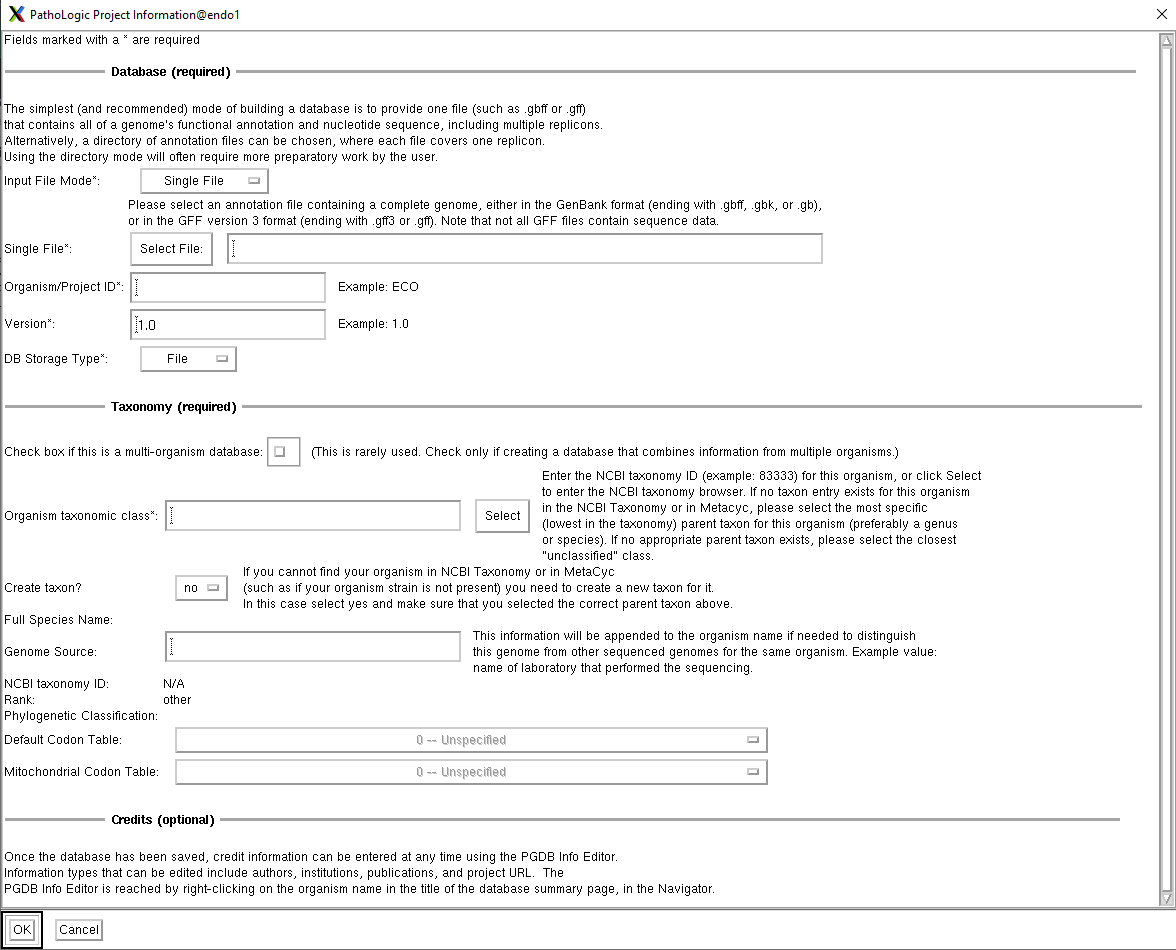 PathoLogic Project Information@endo1
Fields marked with a * are required
Database (required)
The simplest (and recommended) mode of building a database is to provide one file (such as .gbff or .gff)
that contains all of a genome's functional annotation and nucleotide sequence, including multiple replicons.
Alternatively, a directory of annotation files can be chosen, where each file covers one replicon.
Using the directory mode will often require more preparatory work by the user.
Input File Mode*: Single File
Please select an annotation file containing a complete genome, either in the GenBank format (ending with .gbff, .gbk, or .gb),
or in the GFF version 3 format (ending with .gff3 or .gff). Note that not all GFF files contain sequence data.
Single File*: Select File:
Organism/Project ID*: Example: ECO
Version*: 1.0 Example: 1.0
DB Storage Type*: File
Taxonomy (required)
Check box if this is a multi-organism database: (This is rarely used. Check only if creating a database that combines information from multiple organisms.)
Enter the NCBI taxonomy ID (example: 83333) for this organism, or click Select
to enter the NCBI taxonomy browser. If no taxon entry exists for this organism
in the NCBI Taxonomy or in Metacyc, please select the most specific
Organism taxonomic class*: Select
(lowest in the taxonomy) parent taxon for this organism (preferably a genus
or species). If no appropriate parent taxon exists, please select the closest
"unclassified" class.
If you cannot find your organism in NCBI Taxonomy or in MetaCyc
Create taxon? no (such as if your organism strain is not present) you need to create a new taxon for it.
In this case select yes and make sure that you selected the correct parent taxon above.
Full Species Name:
This information will be appended to the organism name if needed to distinguish
Genome Source: this genome from other sequenced genomes for the same organism. Example value:
name of laboratory that performed the sequencing.
NCBI taxonomy ID: N/A
Rank: other
Phylogenetic Classification:
Default Codon Table: 0 -- Unspecified
Mitochondrial Codon Table: 0 -- Unspecified
Credits (optional)
Once the database has been saved, credit information can be entered at any time using the PGDB Info Editor.
Information types that can be edited include authors, institutions, publications, and project URL. The
PGDB Info Editor is reached by right-clicking on the organism name in the title of the database summary page, in the Navigator.
OK Cancel